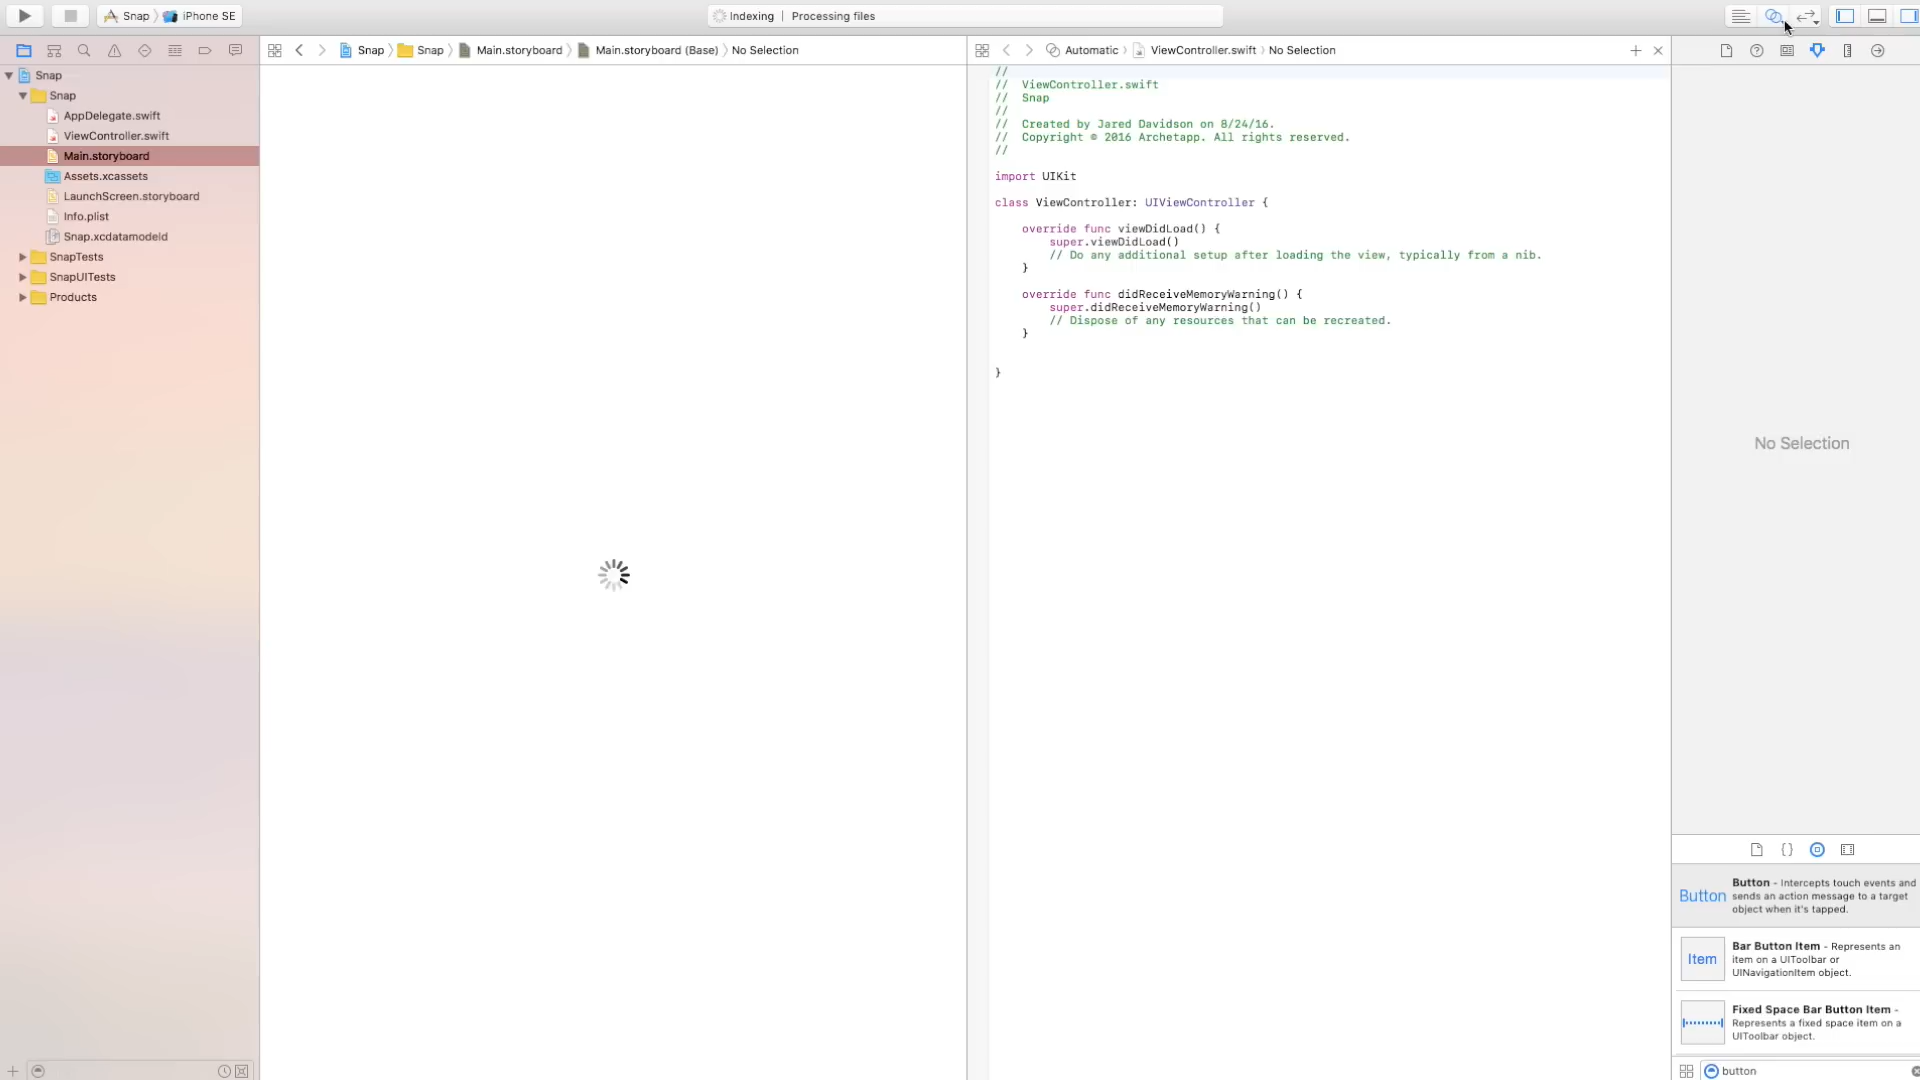 Snap
iPhone SE
Indexing | Processing files
Snap
Snap
Main.storyboard
Main.storyboard (Base)
No Selection
Automatic
ViewController.swift
No Selection
Snap
Snap
AppDelegate.swift
ViewController.swift
Main.storyboard
Assets.xcassets
LaunchScreen.storyboard
Info.plist
Snap.xcdatamodeld
SnapTests
SnapUITests
Products
//
//  ViewController.swift
//  Snap
//
//  Created by Jared Davidson on 8/24/16.
//  Copyright © 2016 Archetapp. All rights reserved.
//
import UIKit
class ViewController: UIViewController {
override func viewDidLoad() {
super.viewDidLoad()
// Do any additional setup after loading the view, typically from a nib.
}
override func didReceiveMemoryWarning() {
super.didReceiveMemoryWarning()
// Dispose of any resources that can be recreated.
}
}
No Selection
{ }
Button
Button - Intercepts touch events and
sends an action message to a target
object when it's tapped.
Item
Bar Button Item - Represents an
item on a UIToolbar or
UINavigationItem object.
Fixed Space Bar Button Item -
Represents a fixed space item on a
UIToolbar object.
button